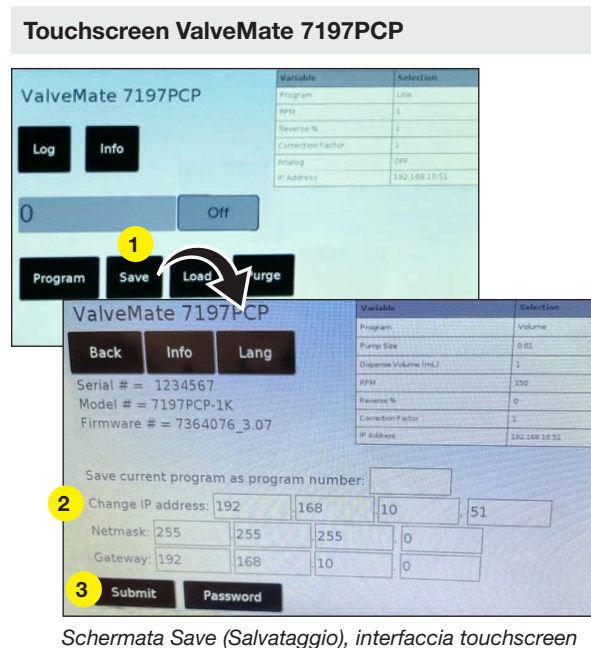 Touchscreen ValveMate 7197PCP
ValveMate 7197PCP
Variable Selection
Program Line
RPM 1
Reverse % 1
Correction Factor 1
Analog OFF
IP Address 192.168.10.51
Log Info
0 Off
1
Program Save Load Purge
ValveMate 7197PCP
Variable Selection
Program Volume
Pump Size 0.01
Dispense Volume (mL) 1
RPM 150
Reverse % 0
Correction Factor 1
IP Address 192.168.10.51
Back Info Lang
Serial # = 1234567
Model # = 7197PCP-1K
Firmware # = 7364076_3.07
Save current program as program number:
2 Change IP address: 192 .168 .10 . 51
Netmask: 255 .255 .255 . 0
Gateway: 192 .168 .10 . 0
3 Submit Password
Schermata Save (Salvataggio), interfaccia touchscreen